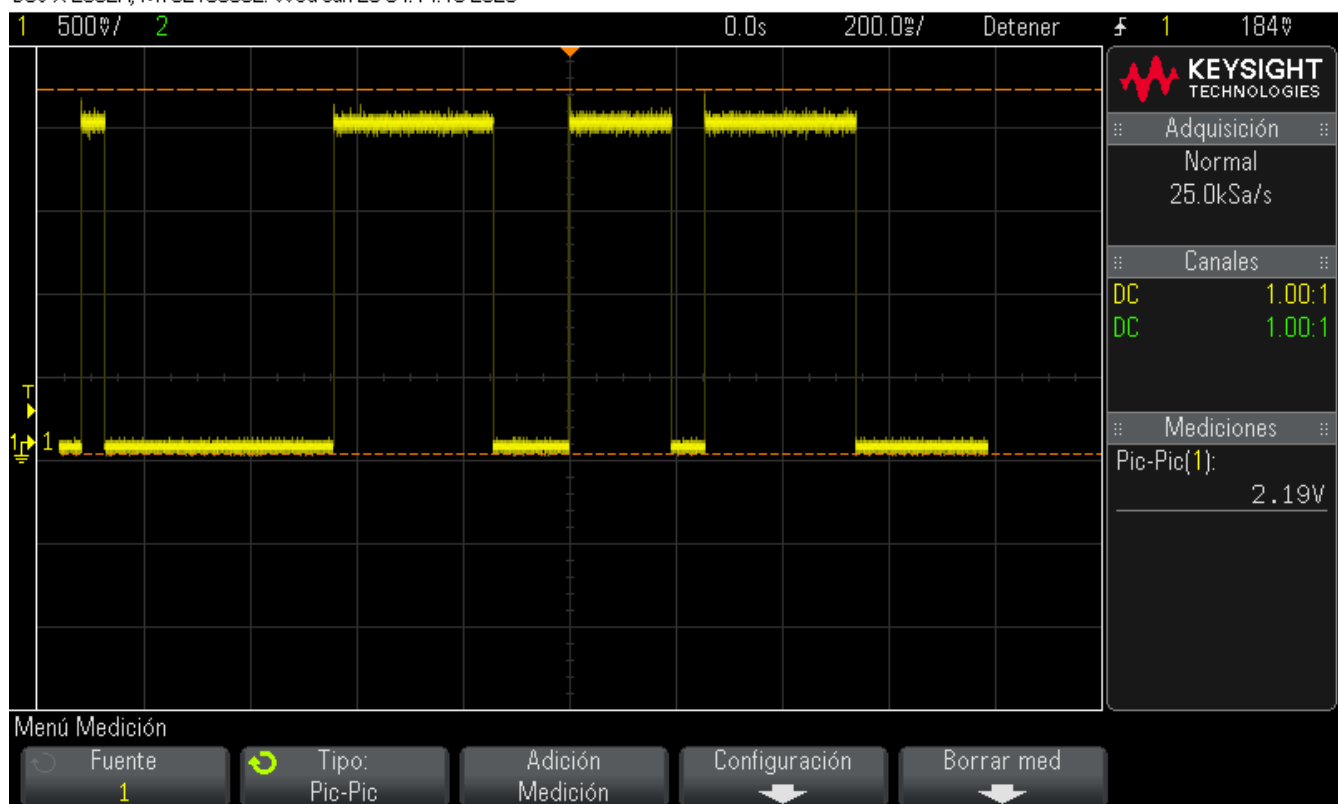 1 500mV/ 2 0.0s 200.0ms/ Detener 1 184mV
KEYSIGHT
TECHNOLOGIES
Adquisición
Normal
25.0kSa/s
Canales
DC 1.00:1
DC 1.00:1
T
1 1
Mediciones
Pic-Pic(1):
2.19V
Menú Medición
Fuente
1
Tipo:
Pic-Pic
Adición
Medición
Configuración
Borrar med